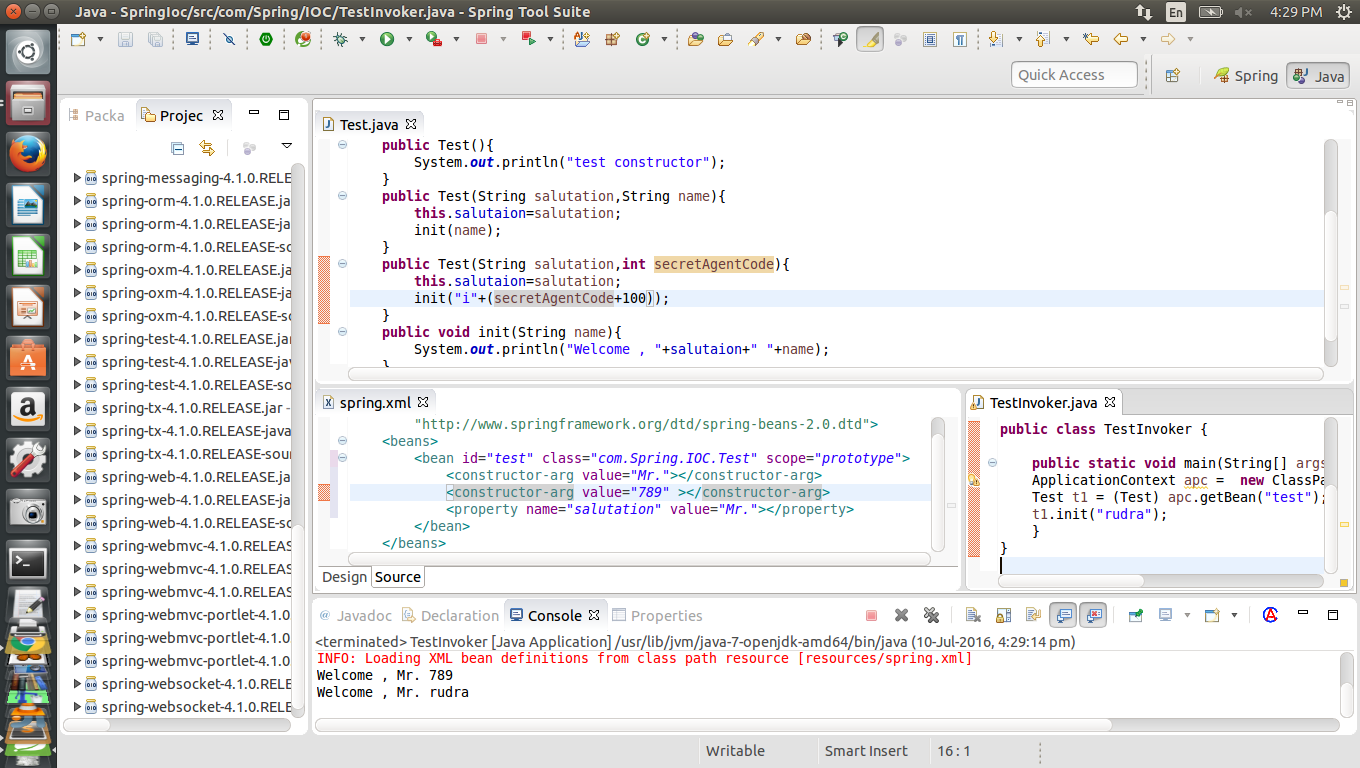 Java - SpringIoc/src/com/Spring/IOC/TestInvoker.java - Spring Tool Suite
En
4:29 PM
Quick Access
Spring
Java
Packa
Projec
spring-messaging-4.1.0.RELE
spring-orm-4.1.0.RELEASE.ja
spring-orm-4.1.0.RELEASE-ja
spring-orm-4.1.0.RELEASE-so
spring-oxm-4.1.0.RELEASE.ja
spring-oxm-4.1.0.RELEASE-ja
spring-oxm-4.1.0.RELEASE-so
spring-test-4.1.0.RELEASE.jar
spring-test-4.1.0.RELEASE-jav
spring-test-4.1.0.RELEASE-so
spring-tx-4.1.0.RELEASE.jar -
spring-tx-4.1.0.RELEASE-java
spring-tx-4.1.0.RELEASE-sour
spring-web-4.1.0.RELEASE.ja
spring-web-4.1.0.RELEASE-ja
spring-web-4.1.0.RELEASE-so
spring-webmvc-4.1.0.RELEAS
spring-webmvc-4.1.0.RELEAS
spring-webmvc-4.1.0.RELEAS
spring-webmvc-portlet-4.1.0
spring-webmvc-portlet-4.1.0
spring-webmvc-portlet-4.1.0
spring-websocket-4.1.0.RELE
spring-websocket-4.1.0.RELE
Test.java
public Test(){
System.out.println("test constructor");
}
public Test(String salutation,String name){
this.salutaion=salutation;
init(name);
}
public Test(String salutation,int secretAgentCode){
this.salutaion=salutation;
init("i"+(secretAgentCode+100));
}
public void init(String name){
System.out.println("Welcome , "+salutaion+" "+name);
}
spring.xml
"http://www.springframework.org/dtd/spring-beans-2.0.dtd">
<beans>
<bean id="test" class="com.Spring.IOC.Test" scope="prototype">
<constructor-arg value="Mr."></constructor-arg>
<constructor-arg value="789" ></constructor-arg>
<property name="salutation" value="Mr."></property>
</bean>
</beans>
Design
Source
TestInvoker.java
public class TestInvoker {
public static void main(String[] args
ApplicationContext apc = new ClassPa
Test t1 = (Test) apc.getBean("test");
t1.init("rudra");
}
}
Javadoc
Declaration
Console
Properties
<terminated> TestInvoker [Java Application] /usr/lib/jvm/java-7-openjdk-amd64/bin/java (10-Jul-2016, 4:29:14 pm)
INFO: Loading XML bean definitions from class path resource [resources/spring.xml]
Welcome , Mr. 789
Welcome , Mr. rudra
Writable
Smart Insert
16 : 1